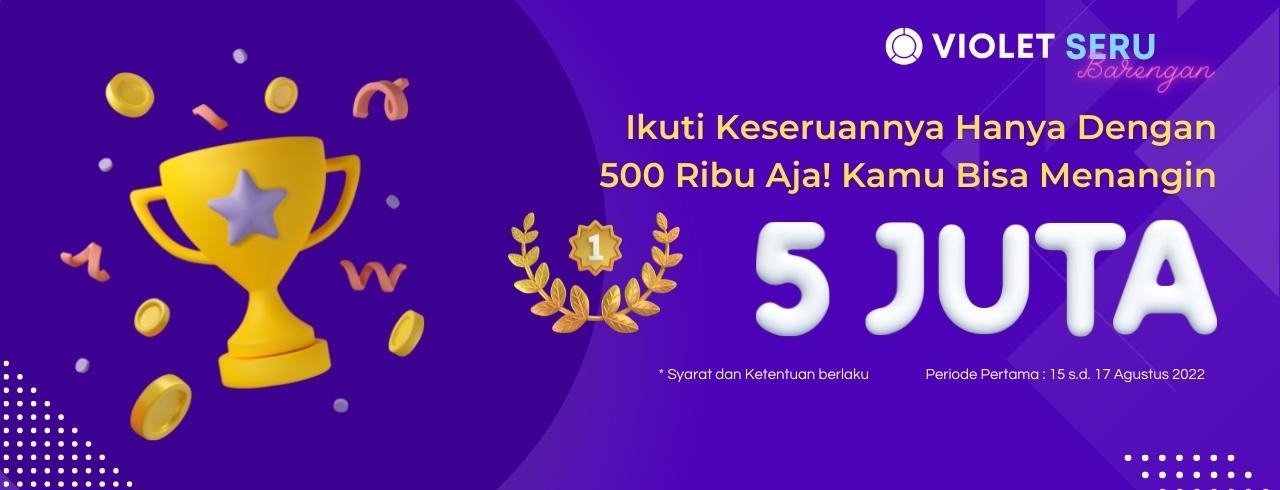 VIOLET SERU
Barengan
Ikuti Keseruannya Hanya Dengan
500 Ribu Aja! Kamu Bisa Menangin
1
5 JUTA
* Syarat dan Ketentuan berlaku
Periode Pertama : 15 s.d. 17 Agustus 2022